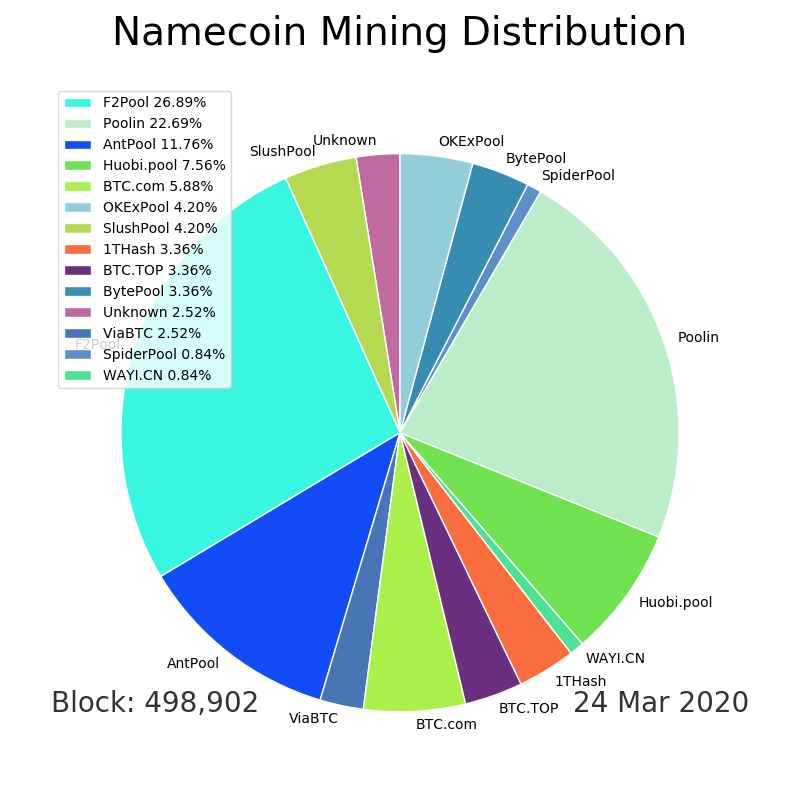 Namecoin Mining Distribution
F2Pool 26.89%
Poolin 22.69%
AntPool 11.76%
Huobi.pool 7.56%
BTC.com 5.88%
OKExPool 4.20%
SlushPool 4.20%
1THash 3.36%
BTC.TOP 3.36%
BytePool 3.36%
Unknown 2.52%
ViaBTC 2.52%
SpiderPool 0.84%
WAYI.CN 0.84%
Unknown
SlushPool
OKExPool
BytePool
SpiderPool
Poolin
F2Pool
Huobi.pool
WAYI.CN
AntPool
1THash
BTC.TOP
ViaBTC
BTC.com
Block: 498,902
24 Mar 2020